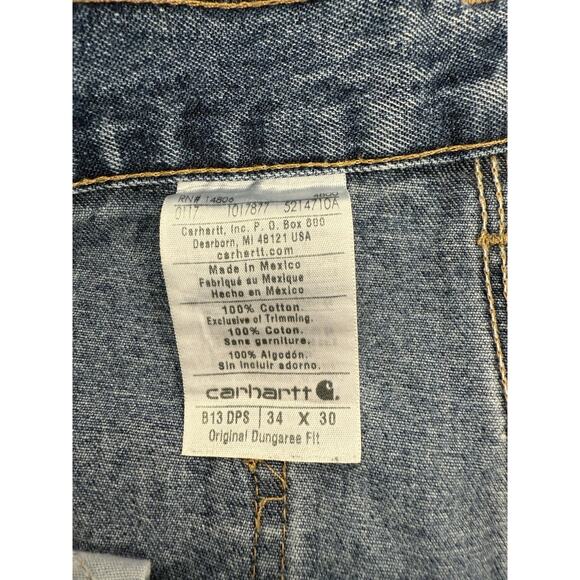 RN# 14806
0117 1017877 5214710A
Carhartt, Inc. P. O. Box 600
Dearborn, MI 48121 USA
carhartt.com
Made in Mexico
Fabriqué au Mexique
Hecho en México
100% Cotton.
Exclusive of Trimming.
100% Coton.
Sans garniture.
100% Algodón.
Sin incluir adorno.
carhartt
B13 DPS 34 X 30
Original Dungaree Fit